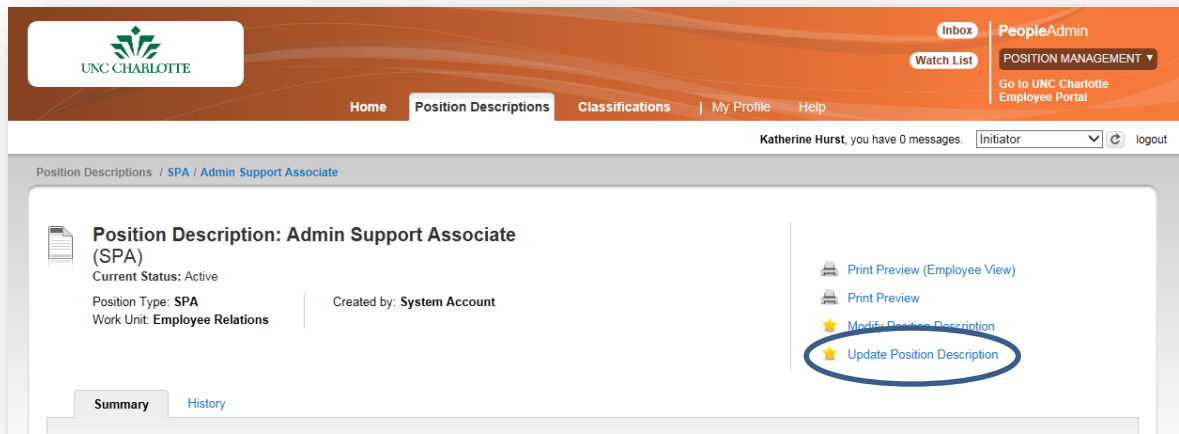 UNC CHARLOTTE
Inbox
PeopleAdmin
Watch List
POSITION MANAGEMENT ▼
Go to UNC Charlotte
Employee Portal
Home Position Descriptions Classifications | My Profile Help
Katherine Hurst, you have 0 messages. Initiator logout
Position Descriptions / SPA / Admin Support Associate
Position Description: Admin Support Associate
(SPA)
Current Status: Active
Position Type: SPA Created by: System Account
Work Unit: Employee Relations
Print Preview (Employee View)
Print Preview
Modify Position Description
Update Position Description
Summary History